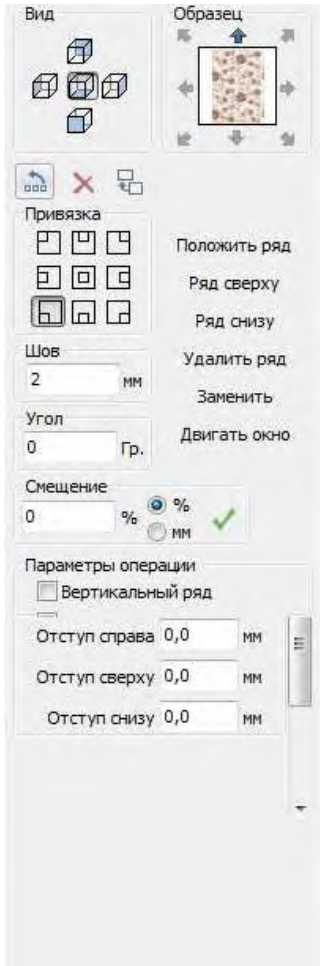 Вид
Образец
Привязка
Положить ряд
Ряд сверху
Ряд снизу
Удалить ряд
Заменить
Двигать окно
Шов
2 мм
Угол
0 Гр.
Смещение
0 % % мм
Параметры операции
Вертикальный ряд
Отступ справа 0,0 мм
Отступ сверху 0,0 мм
Отступ снизу 0,0 мм